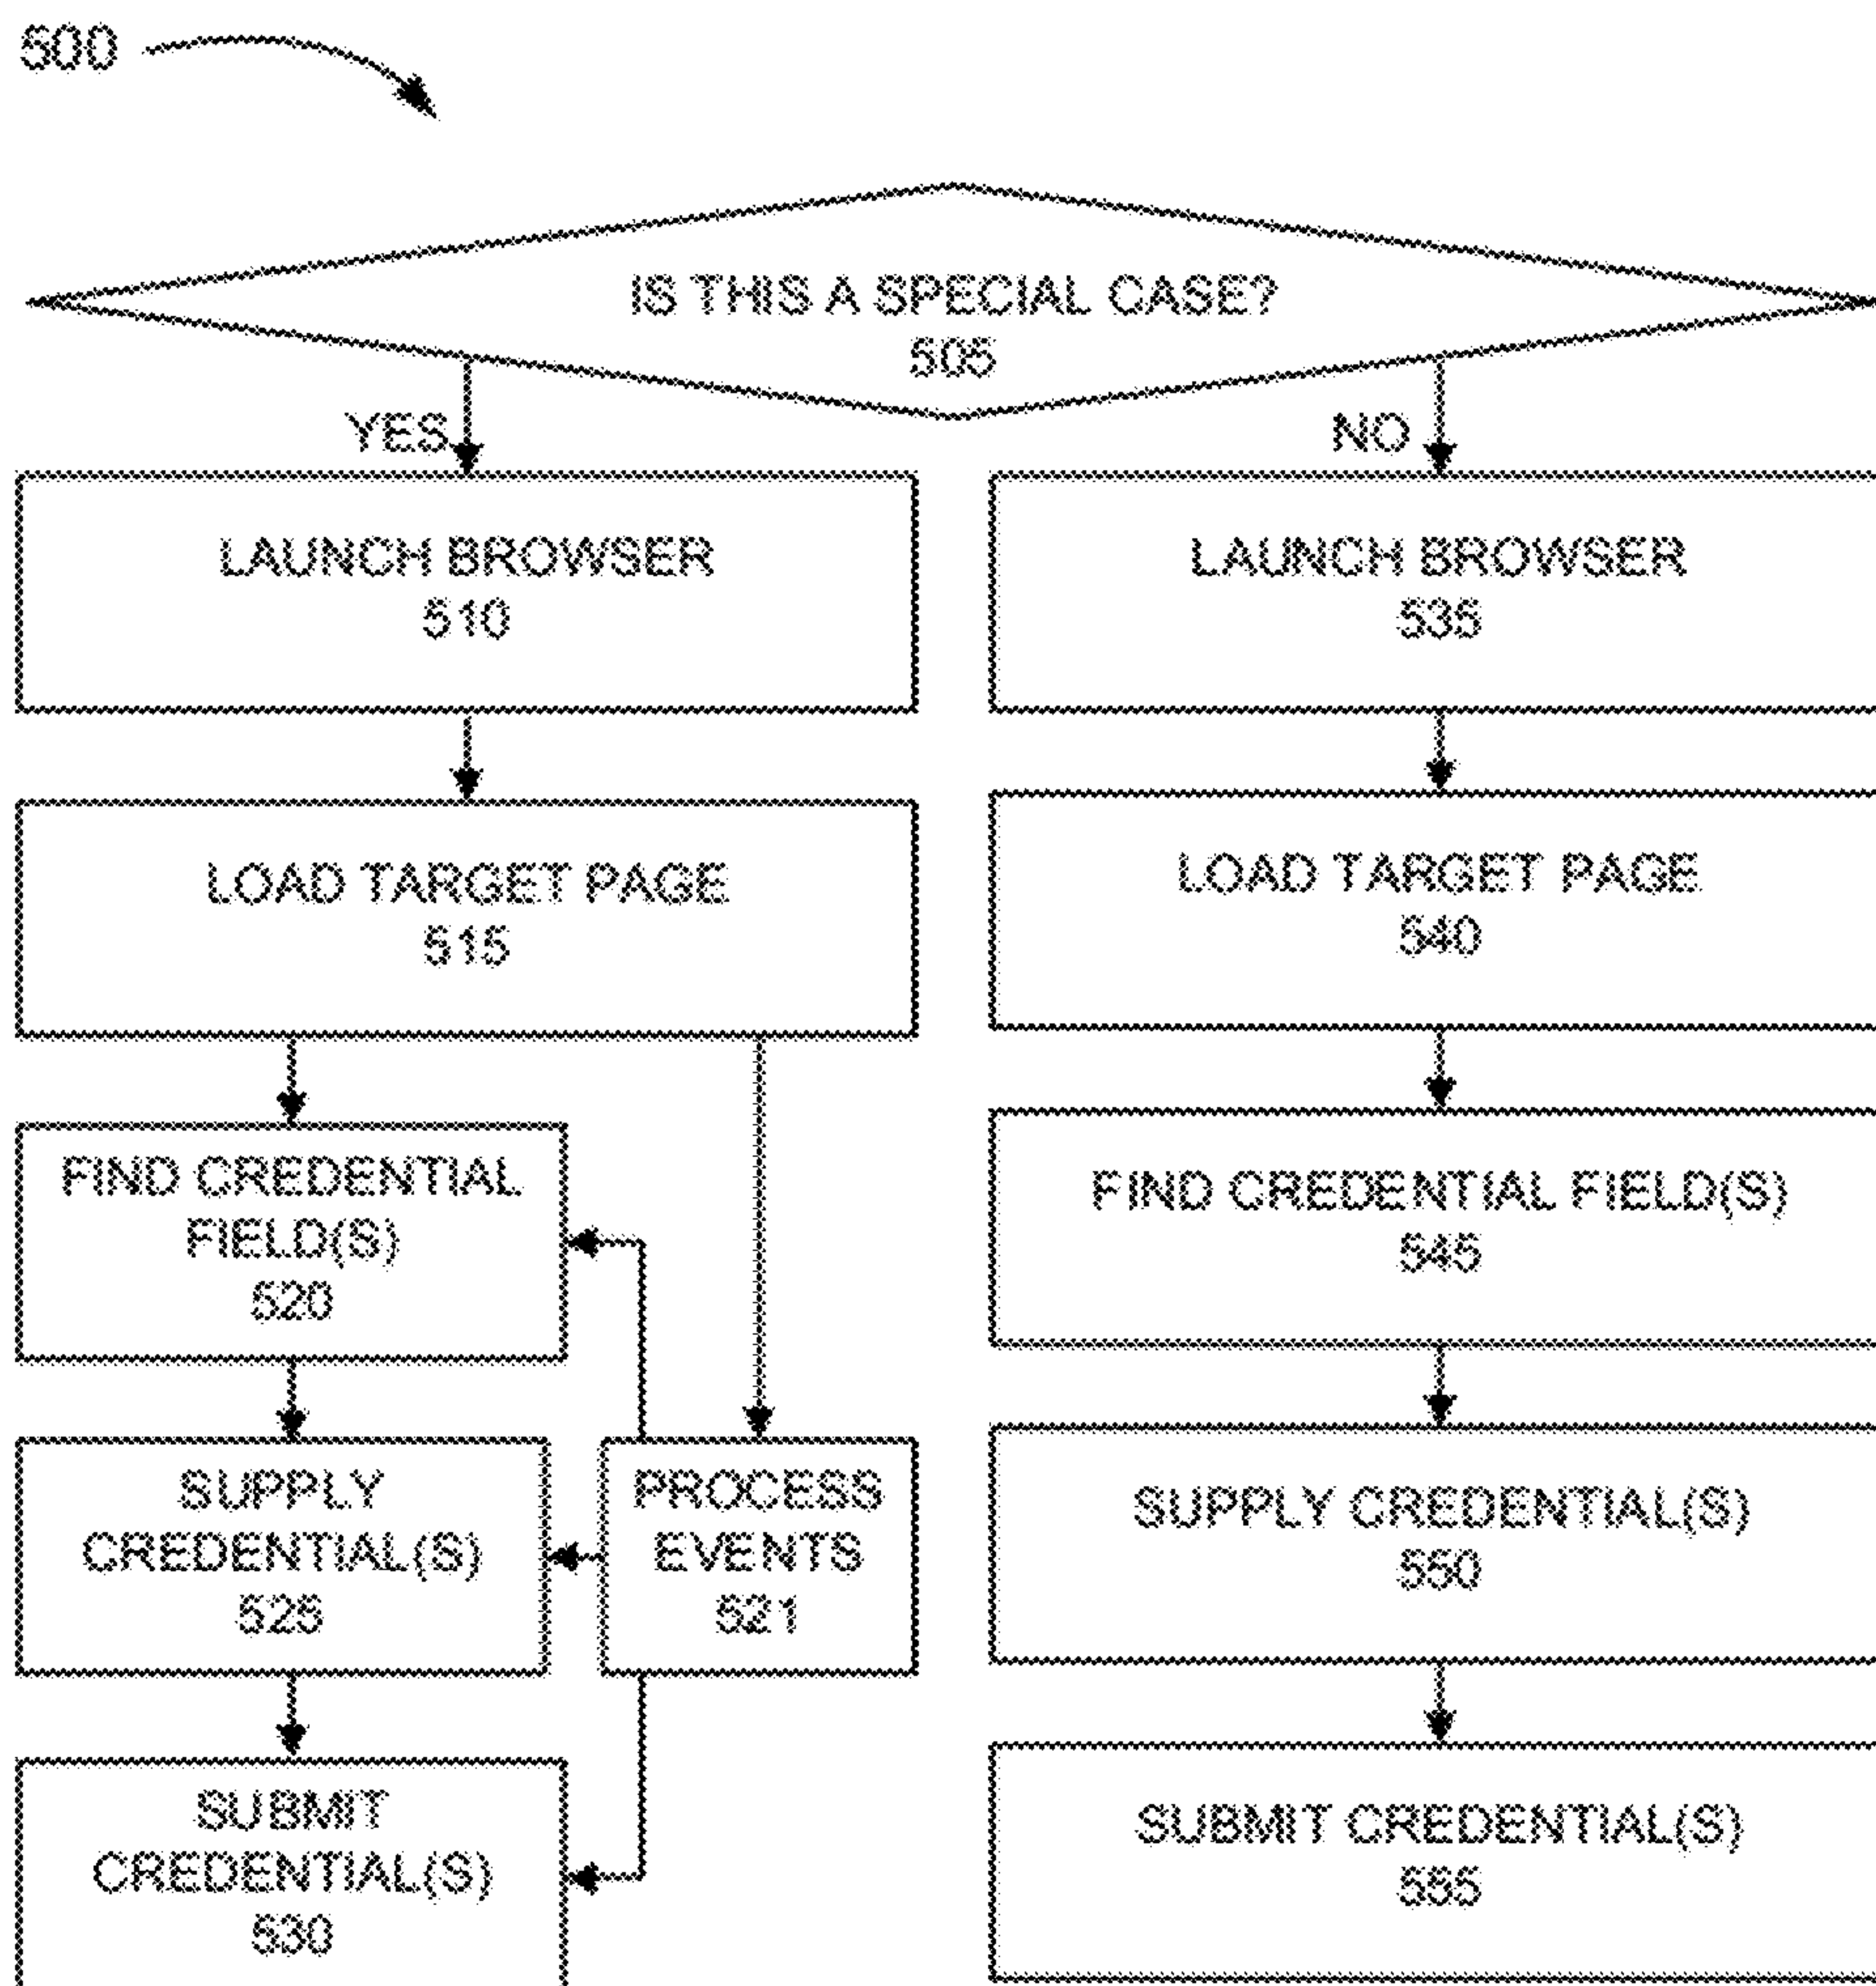 500
IS THIS A SPECIAL CASE?
505
YES
NO
LAUNCH BROWSER
510
LAUNCH BROWSER
535
LOAD TARGET PAGE
515
LOAD TARGET PAGE
540
FIND CREDENTIAL
FIELD(S)
520
FIND CREDENTIAL FIELD(S)
545
SUPPLY
CREDENTIAL(S)
525
PROCESS
EVENTS
521
SUPPLY CREDENTIAL(S)
550
SUBMIT
CREDENTIAL(S)
530
SUBMIT CREDENTIAL(S)
555